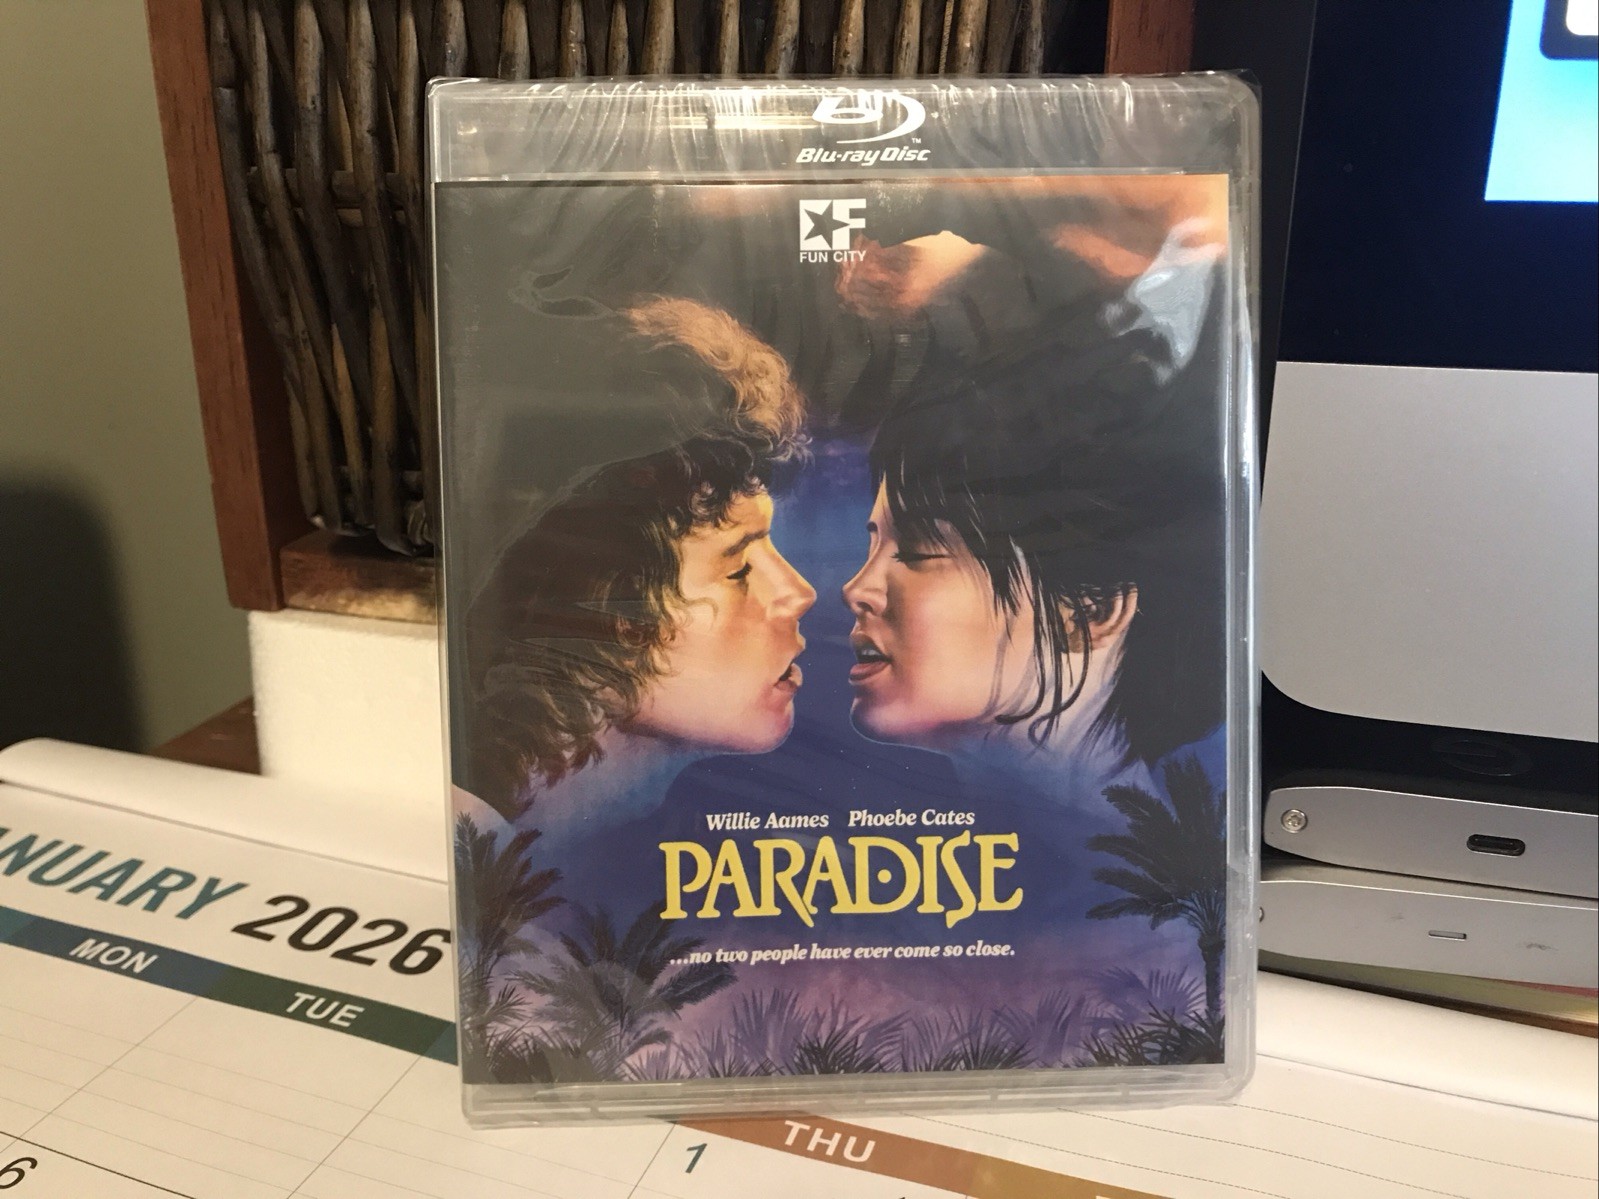 Blu-ray Disc
TM
FUN CITY
Willie Aames Phoebe Cates
PARADISE
...no two people have ever come so close.
NUARY 2026
MON
TUE
THU
1
6